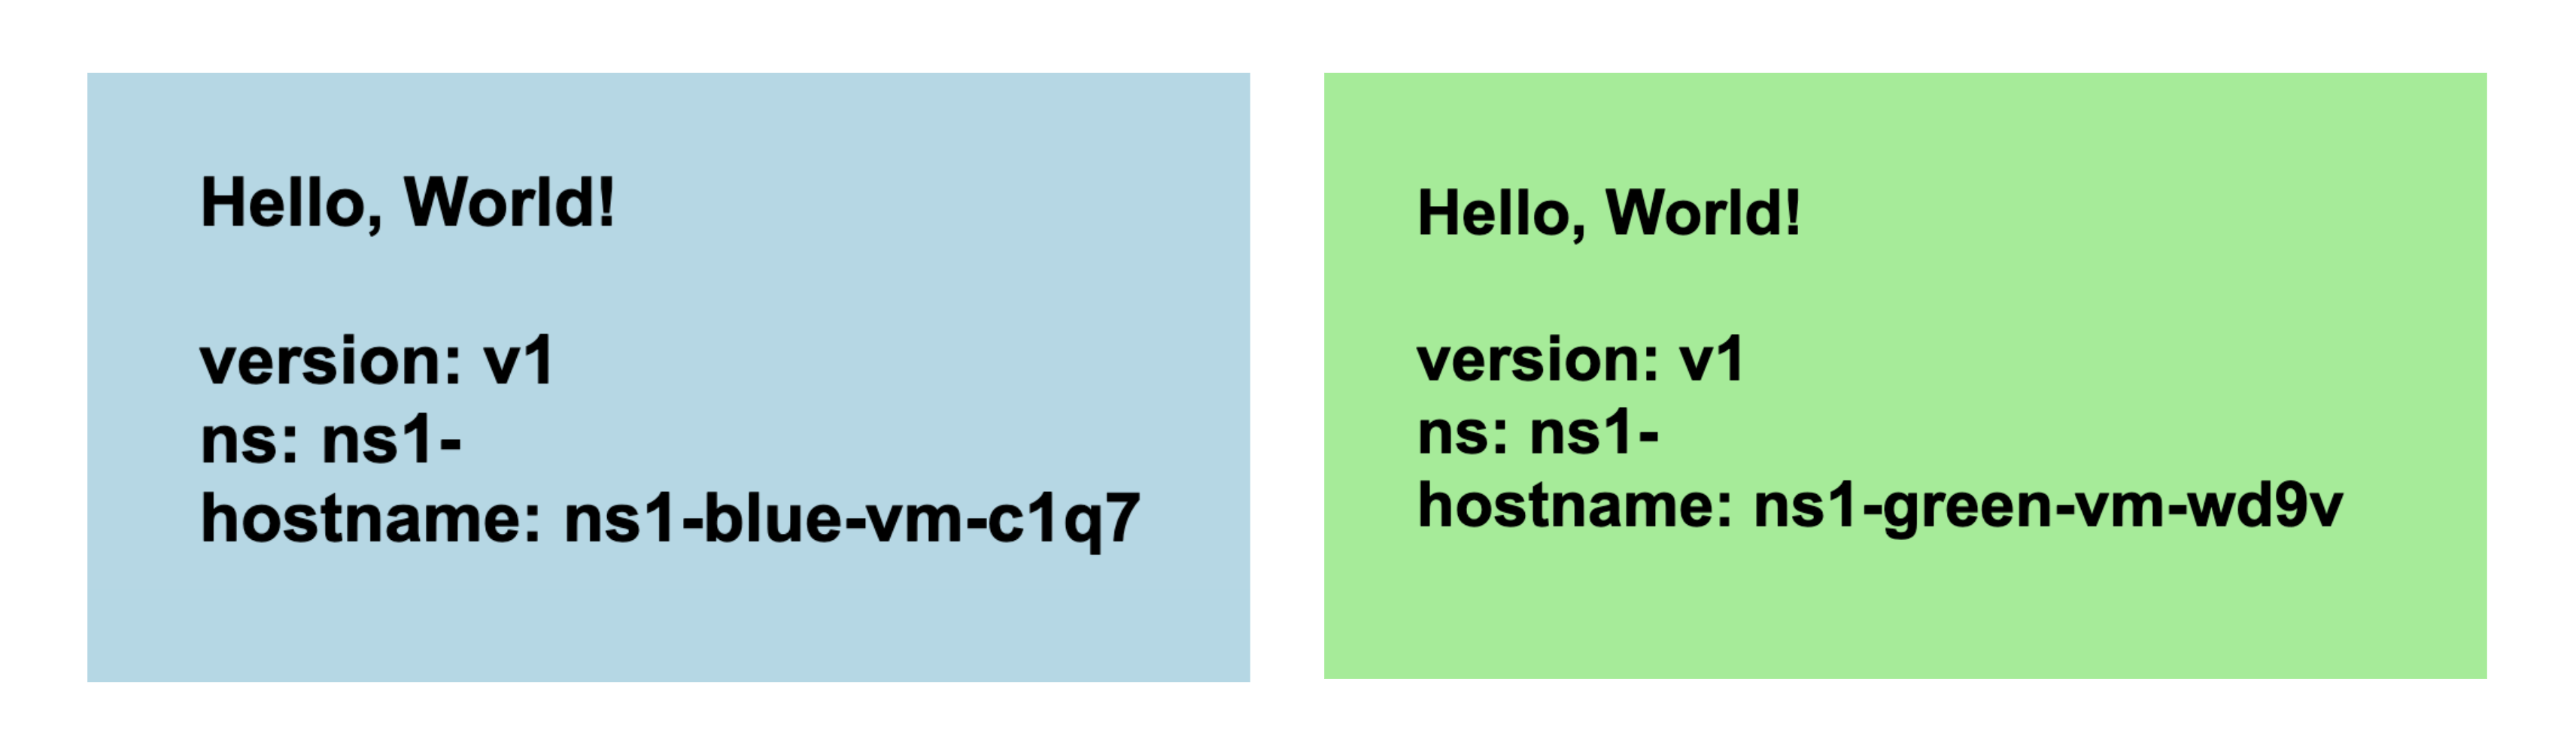 Hello, World!
version: v1
ns: ns1-
hostname: ns1-blue-vm-c1q7
Hello, World!
version: v1
ns: ns1-
hostname: ns1-green-vm-wd9v